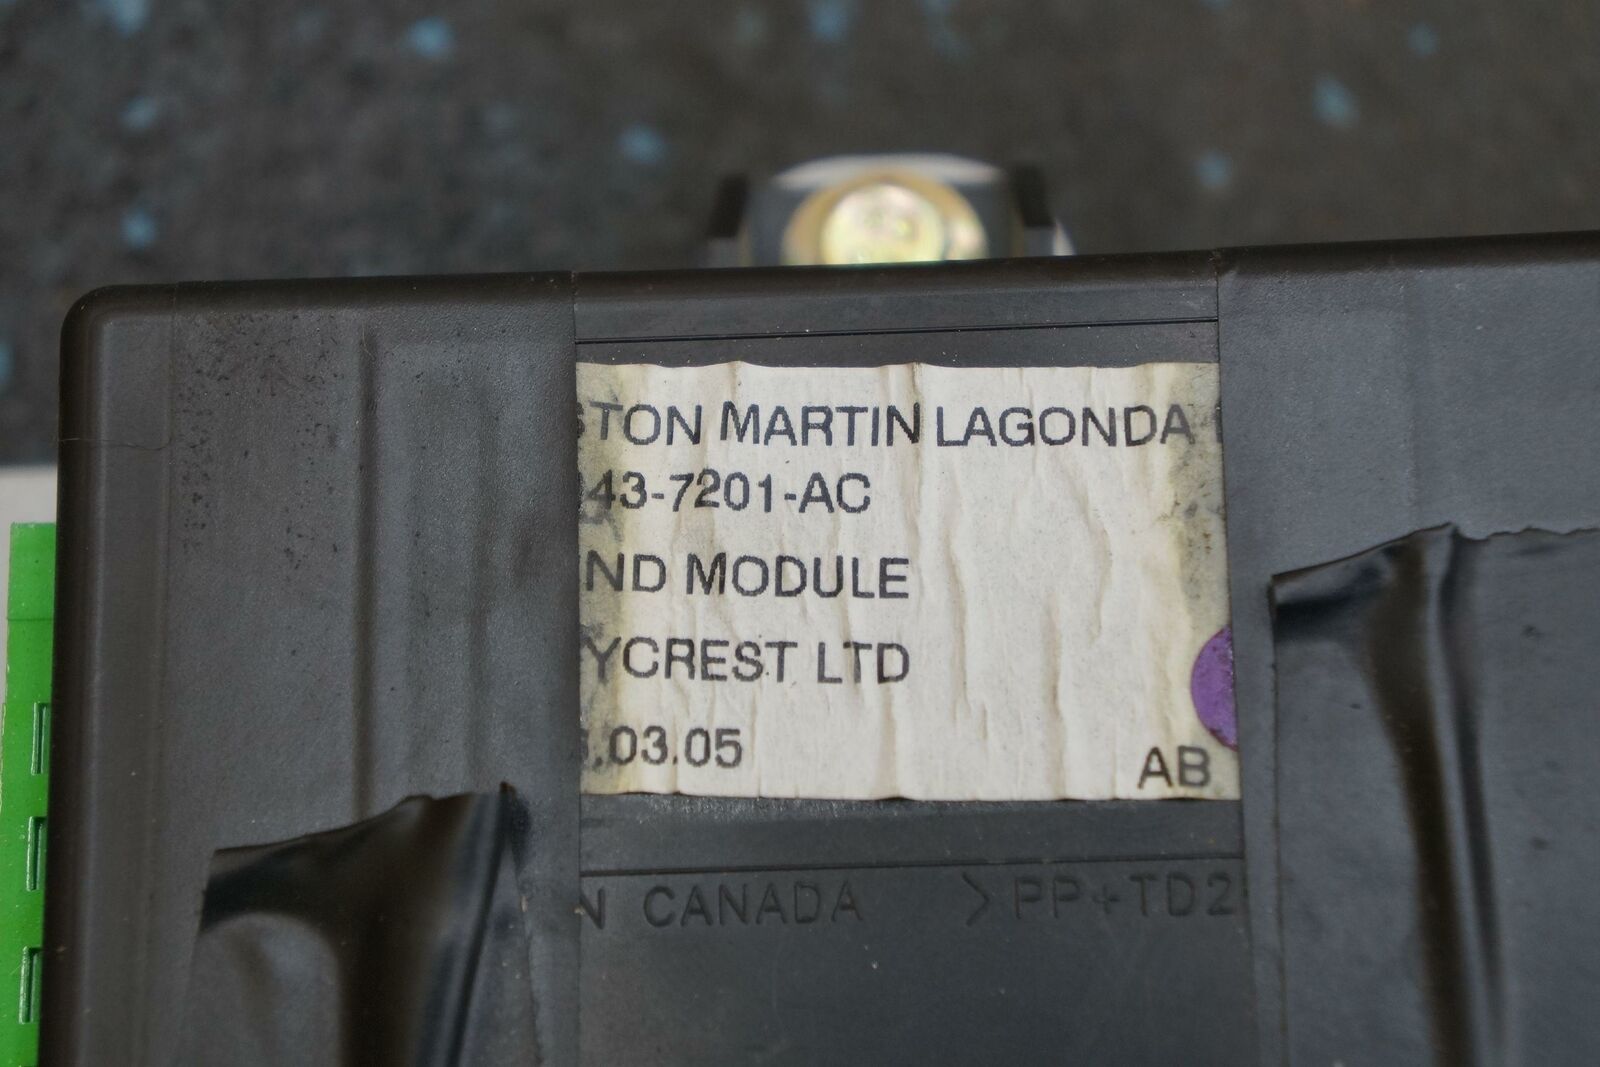 STON MARTIN LAGONDA
43-7201-AC
ND MODULE
YCREST LTD
.03.05
AB
N CANADA >PP+TD2